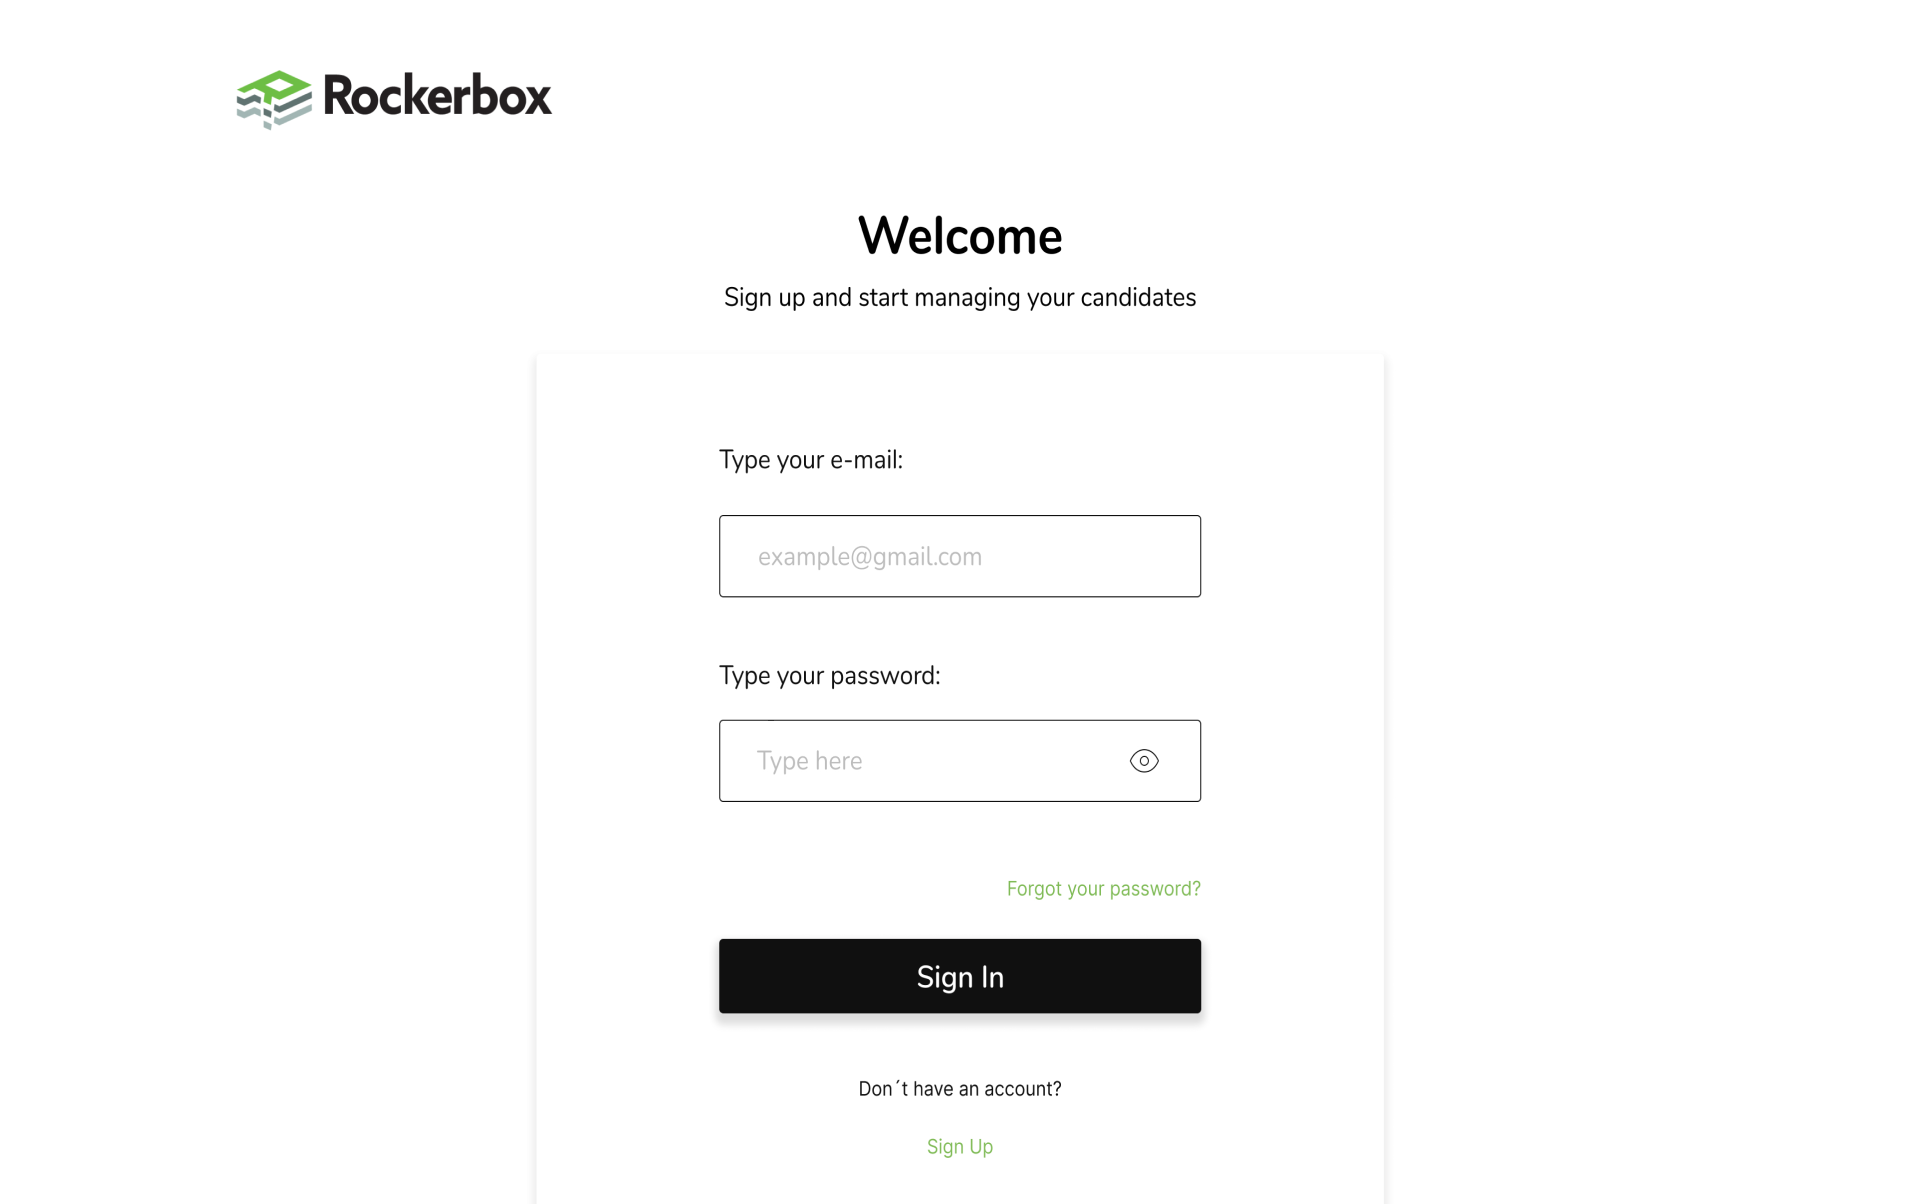 Rockerbox
Welcome
Sign up and start managing your candidates
Type your e-mail:
example@gmail.com
Type your password:
Type here
Forgot your password?
Sign In
Don´t have an account?
Sign Up